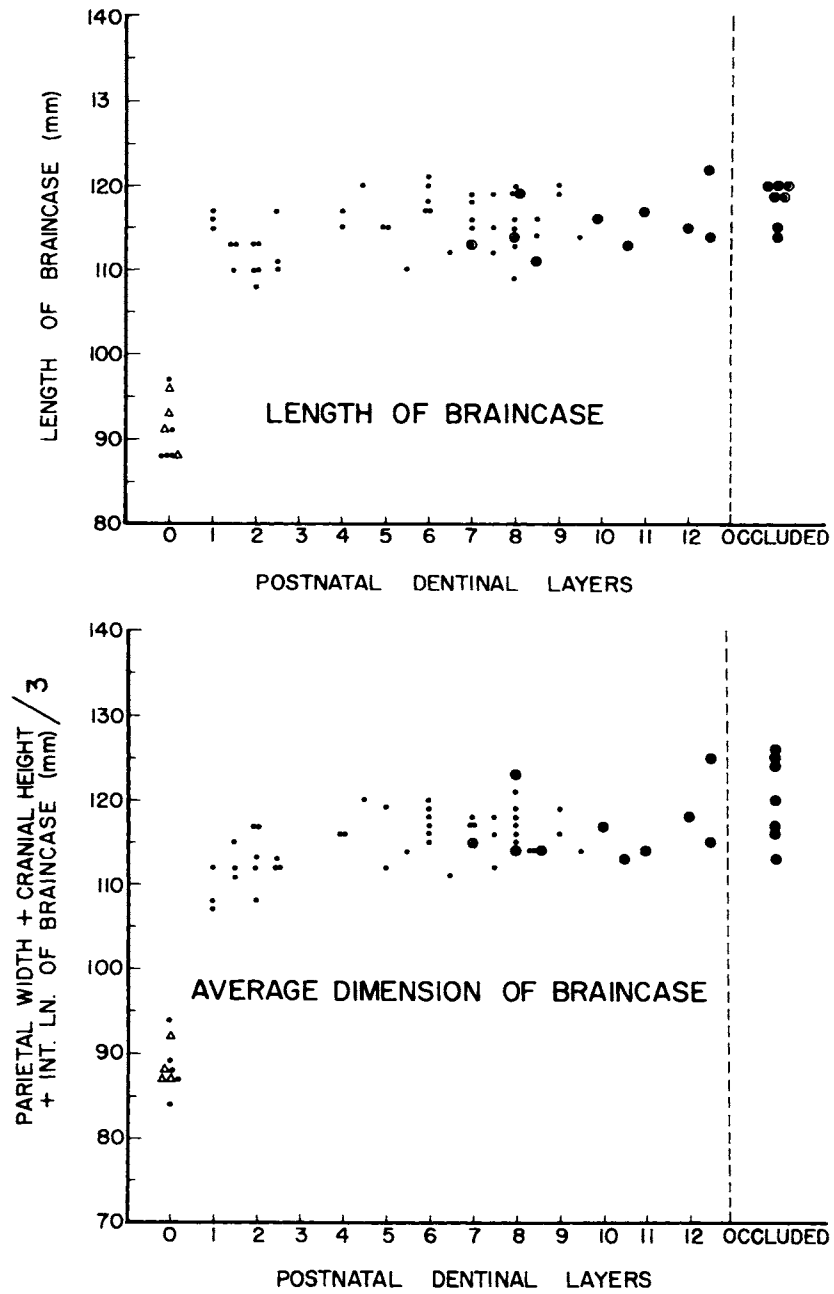 140
13
120
110
100
90
80
LENGTH OF BRAINCASE (mm)
LENGTH OF BRAINCASE
0 1 2 3 4 5 6 7 8 9 10 11 12 OCCLUDED
POSTNATAL DENTINAL LAYERS
140
130
120
110
100
90
80
70
PARIETAL WIDTH + CRANIAL HEIGHT
+ INT. LN. OF BRAINCASE (mm) / 3
AVERAGE DIMENSION OF BRAINCASE
0 1 2 3 4 5 6 7 8 9 10 11 12 OCCLUDED
POSTNATAL DENTINAL LAYERS